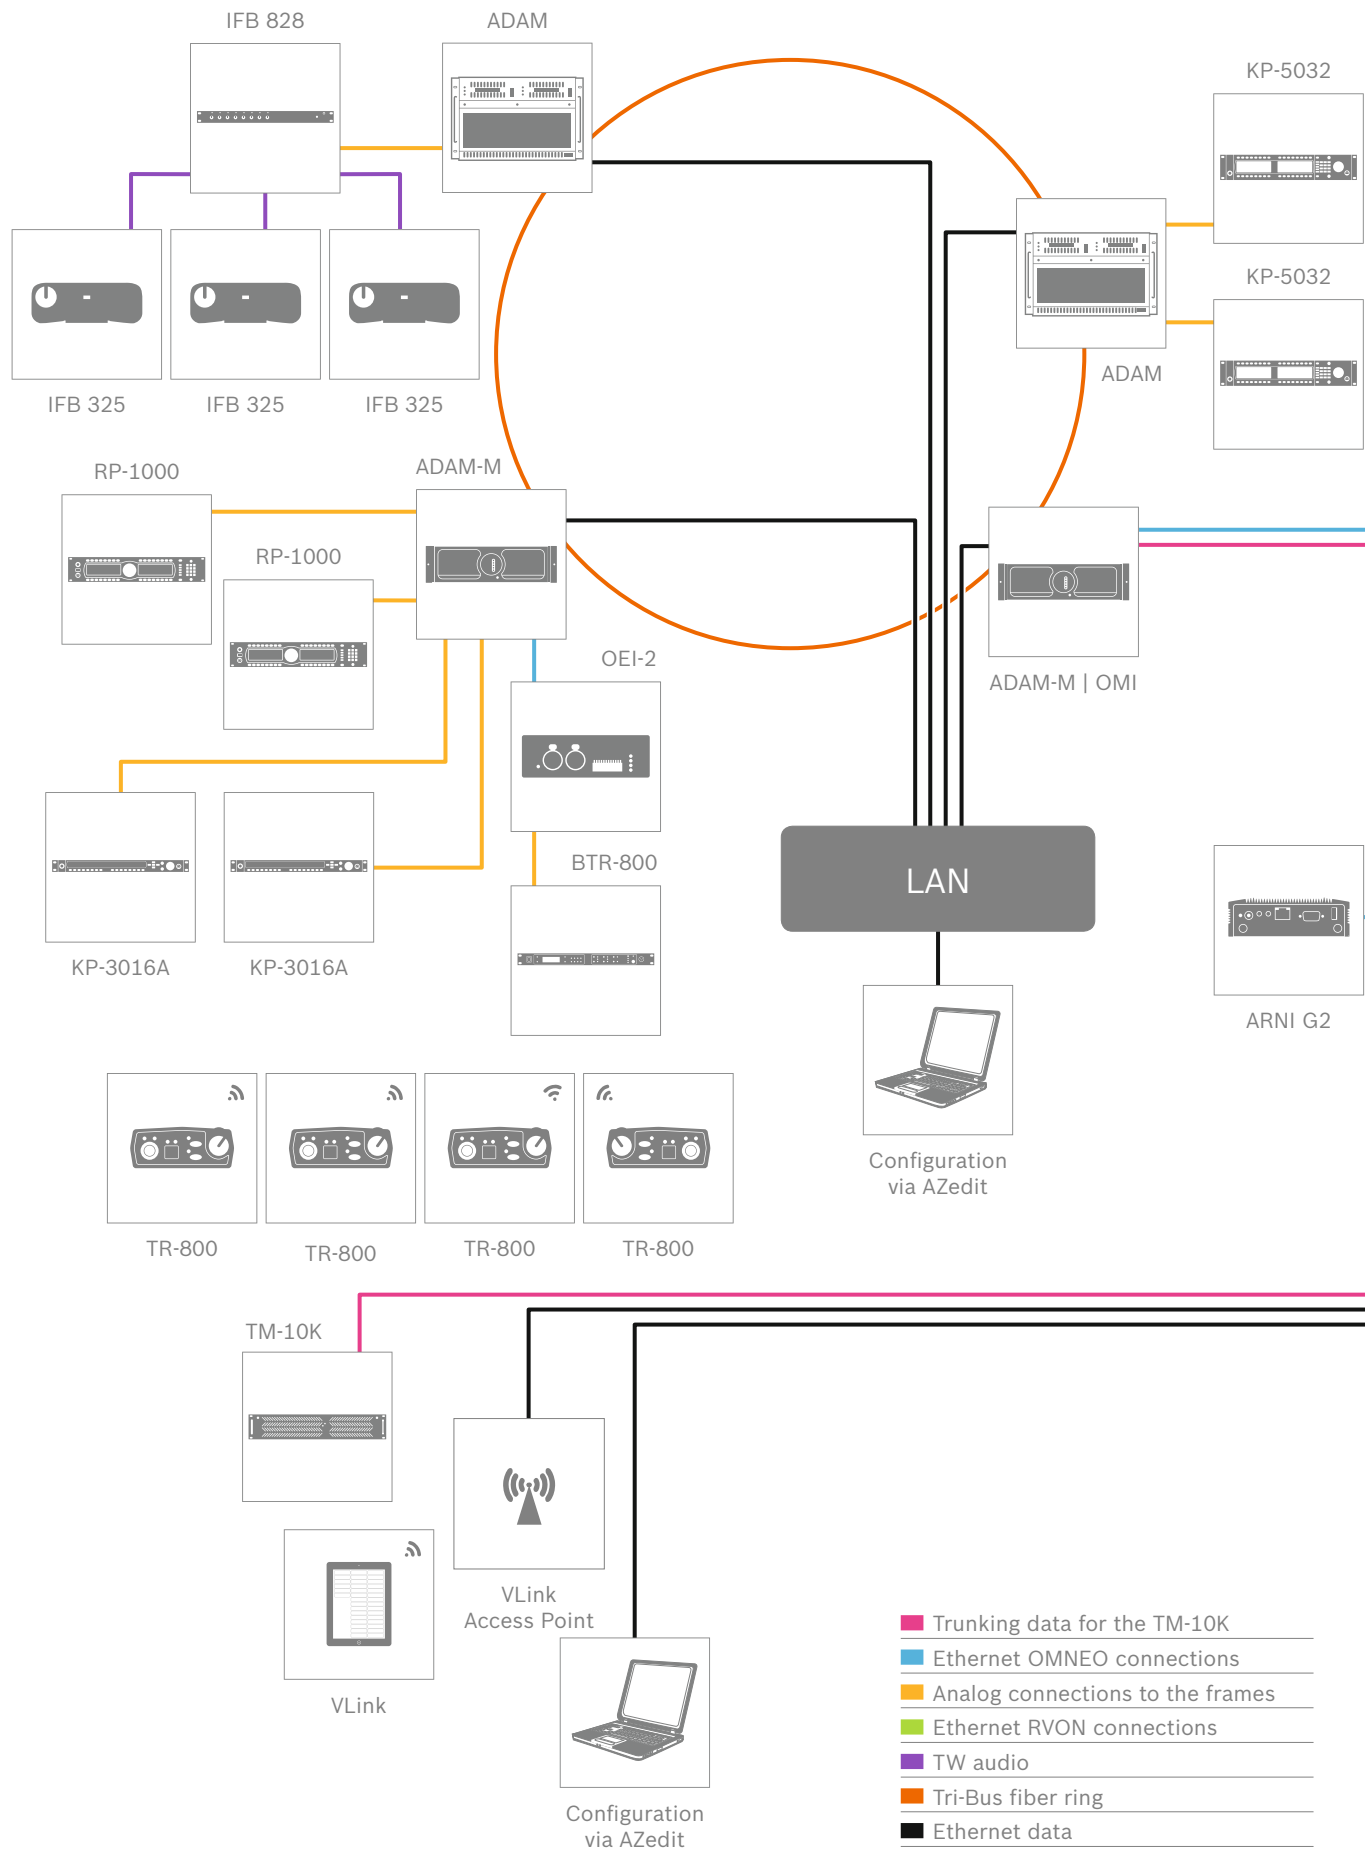 IFB 828
ADAM
KP-5032
KP-5032
ADAM
IFB 325
IFB 325
IFB 325
RP-1000
ADAM-M
RP-1000
OEI-2
ADAM-M | OMI
BTR-800
LAN
KP-3016A
KP-3016A
ARNI G2
Configuration
via AZedit
TR-800
TR-800
TR-800
TR-800
TM-10K
VLink
Access Point
VLink
Configuration
via AZedit
Trunking data for the TM-10K
Ethernet OMNEO connections
Analog connections to the frames
Ethernet RVON connections
TW audio
Tri-Bus fiber ring
Ethernet data